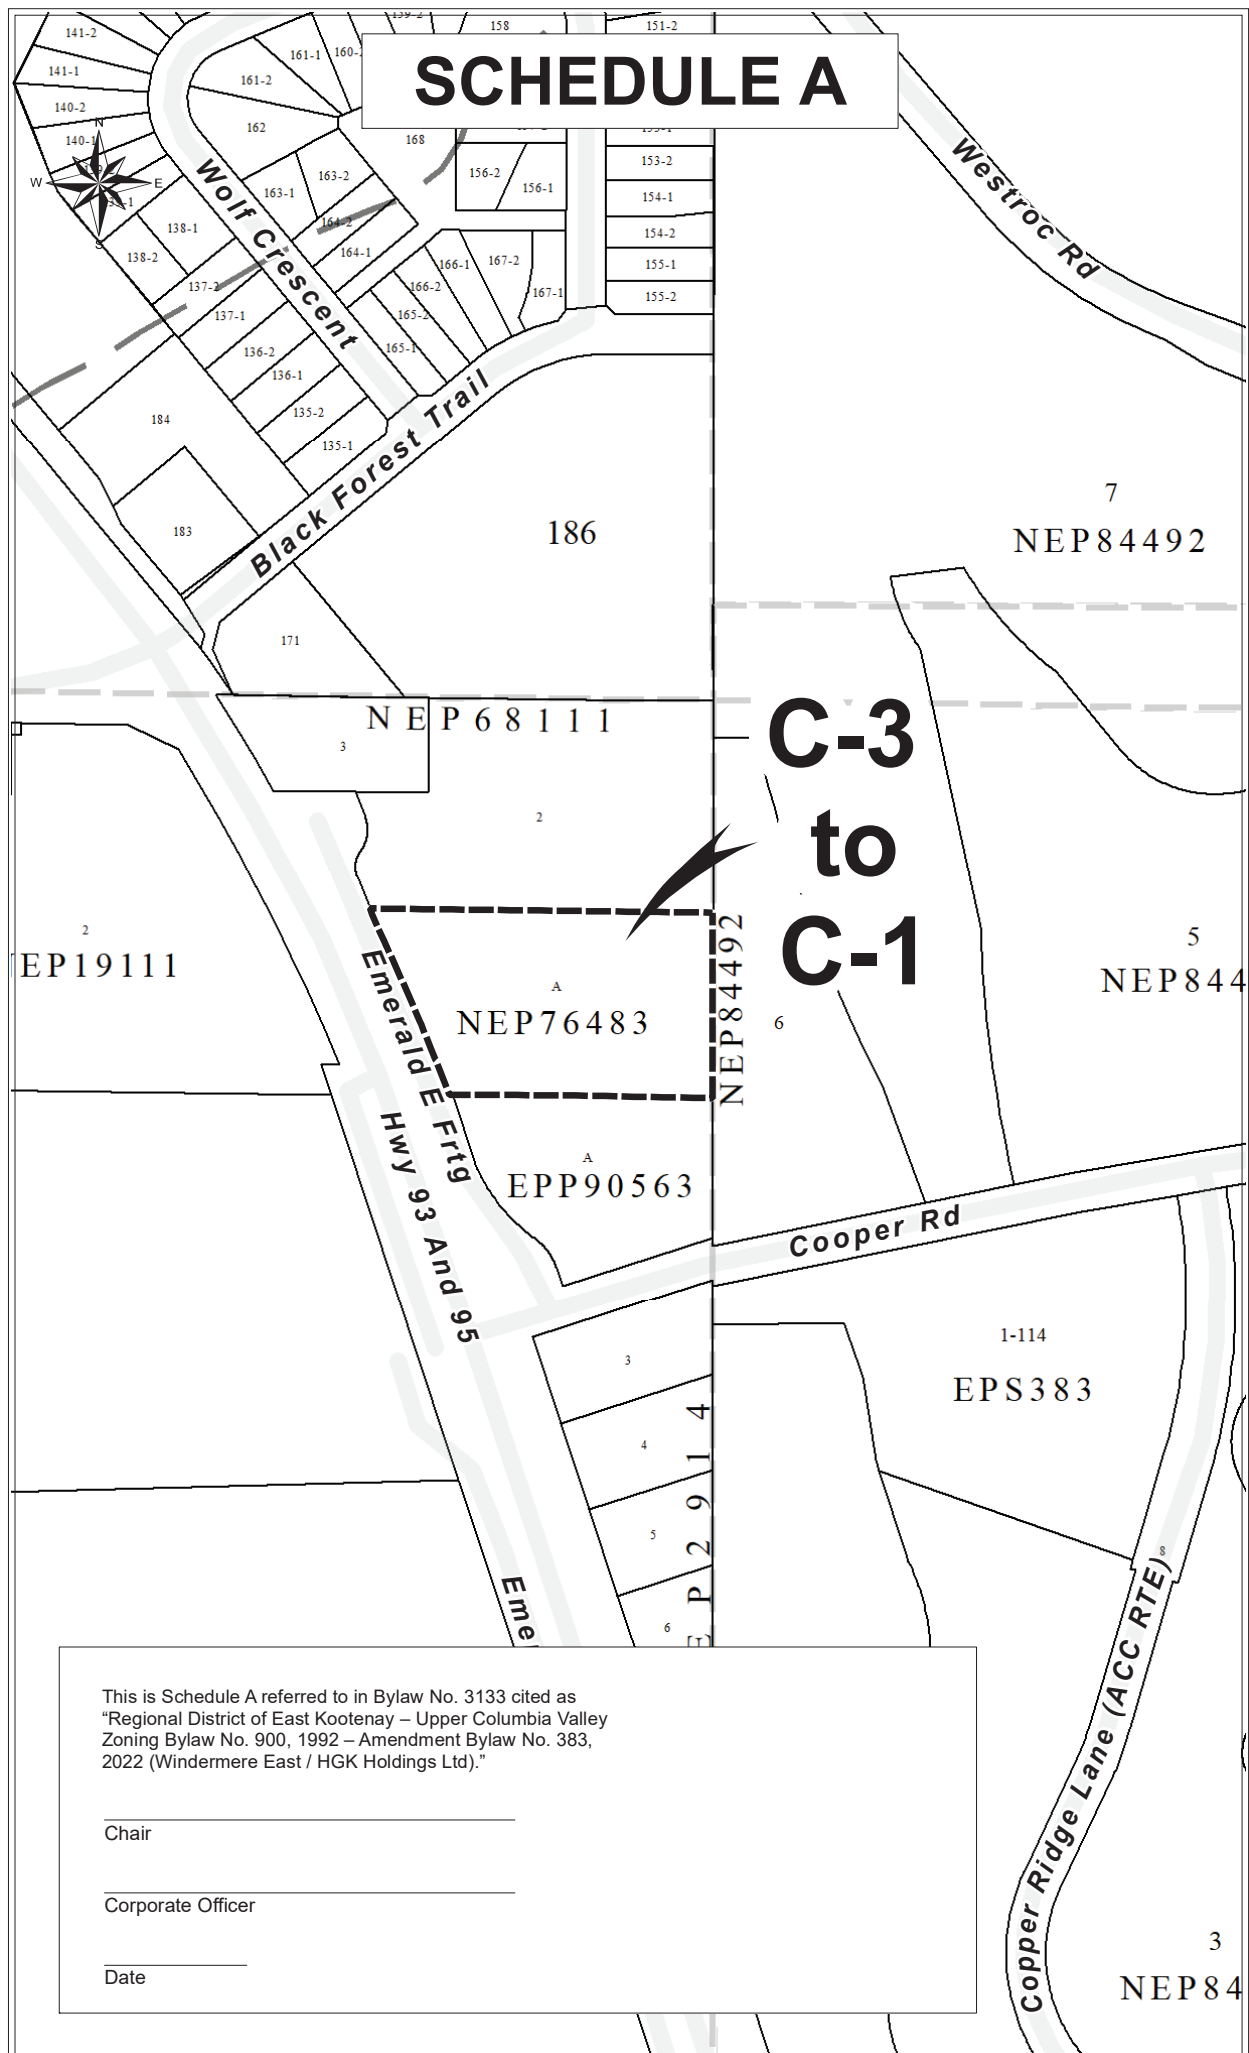 SCHEDULE A
141-2
141-1
140-2
140-1
N
W
E
S
138-1
138-2
137-2
137-1
136-2
136-1
135-2
135-1
161-1
161-2
162
163-1
163-2
164-2
164-1
165-2
165-1
166-1
166-2
167-2
167-1
168
158
156-2
156-1
151-2
153-2
154-1
154-2
155-1
155-2
Wolf Crescent
Westroc Rd
Black Forest Trail
184
183
171
186
7
NEP84492
NEP68111
3
2
C-3
to
C-1
2
EP19111
A
NEP76483
NEP84492
6
5
NEP844
Emerald E Frtg
Hwy 93 And 95
A
EPP90563
Cooper Rd
1-114
EPS383
3
4
5
6
EP2914
8
Eme
Copper Ridge Lane (ACC RTE)
3
NEP84
This is Schedule A referred to in Bylaw No. 3133 cited as
“Regional District of East Kootenay – Upper Columbia Valley
Zoning Bylaw No. 900, 1992 – Amendment Bylaw No. 383,
2022 (Windermere East / HGK Holdings Ltd).”
Chair
Corporate Officer
Date